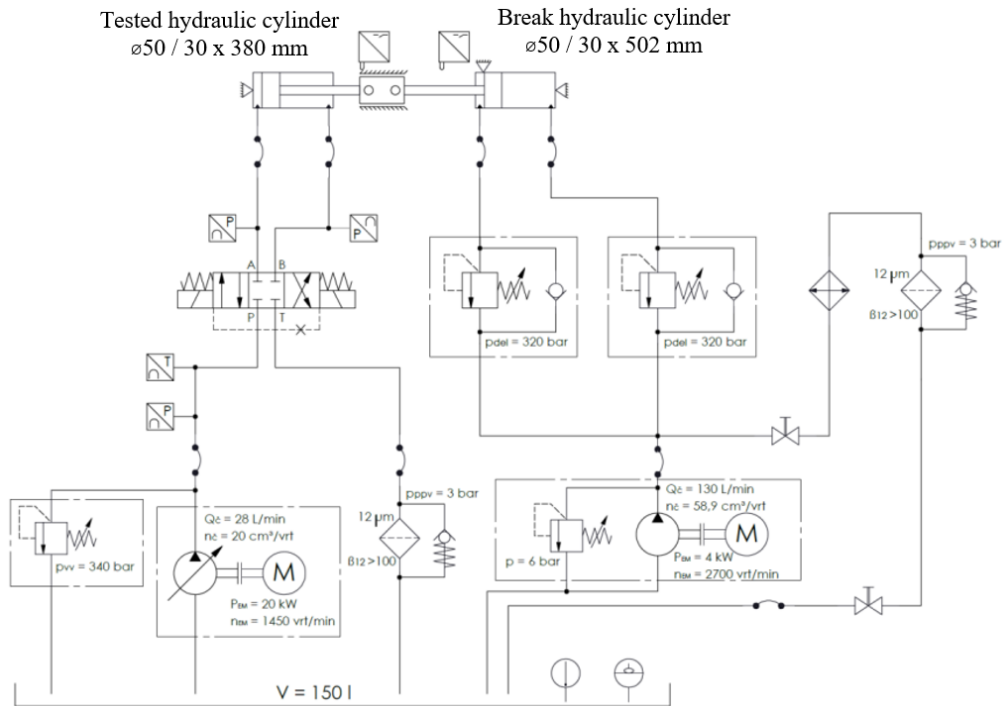 Tested hydraulic cylinder
⌀50 / 30 x 380 mm
Break hydraulic cylinder
⌀50 / 30 x 502 mm
P
P
A B
P T
X
T
P
pdel = 320 bar
pdel = 320 bar
pppv = 3 bar
12 µm
β12>100
pvv = 340 bar
Qč = 28 L/min
nč = 20 cm³/vrt
M
PEM = 20 kW
nEM = 1450 vrt/min
pppv = 3 bar
12 µm
β12>100
p = 6 bar
Qč = 130 L/min
nč = 58,9 cm³/vrt
M
PEM = 4 kW
nEM = 2700 vrt/min
V = 150 l